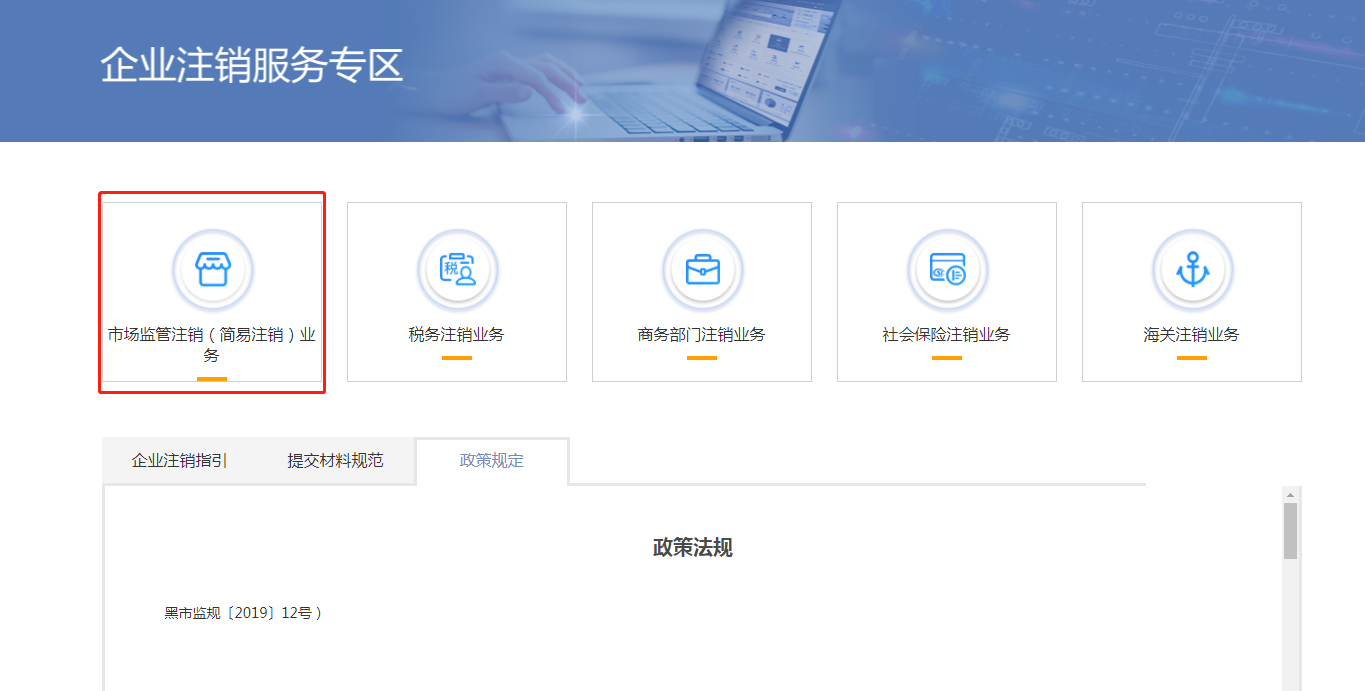 企业注销服务专区
市场监管注销（简易注销）业
务
税
税务注销业务
商务部门注销业务
社会保险注销业务
海关注销业务
企业注销指引
提交材料规范
政策规定
政策法规
黑市监规〔2019〕12号）